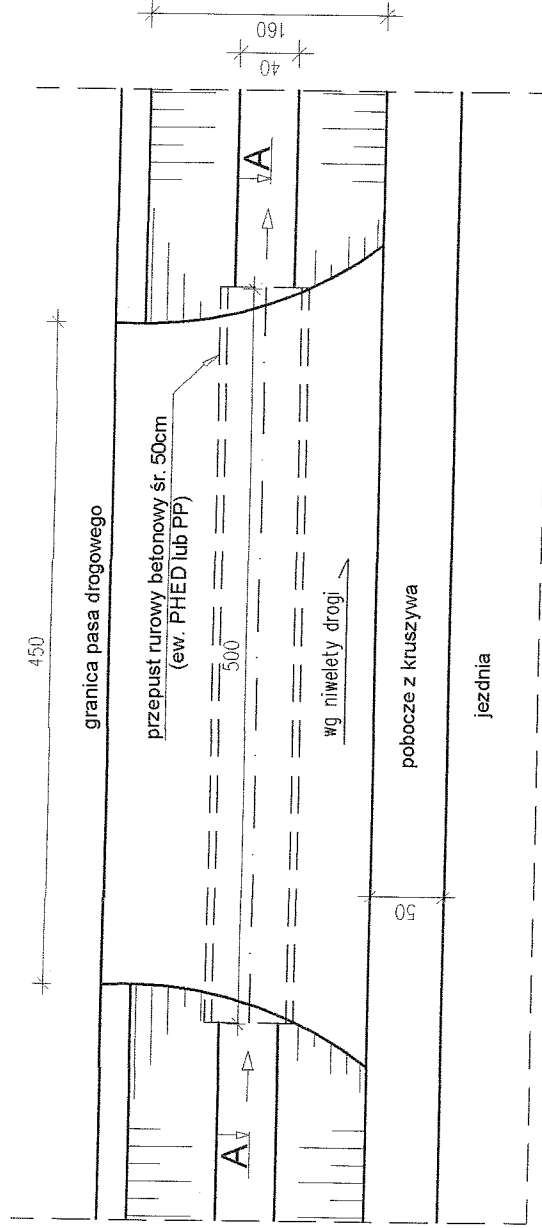 450
granica pasa drogowego
przepust rurowy betonowy śr. 50cm
(ew. PHED lub PP)
500
160
40
A
A
wg niwelety drogi
50
pobocze z kruszywa
jezdnia